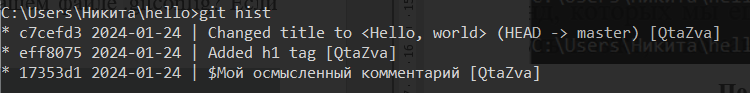 C:\Users\Никита\hello>git hist
* c7cefd3 2024-01-24 | Changed title to <Hello, world> (HEAD -> master) [QtaZva]
* eff8075 2024-01-24 | Added h1 tag [QtaZva]
* 17353d1 2024-01-24 | $Мой осмысленный комментарий [QtaZva]